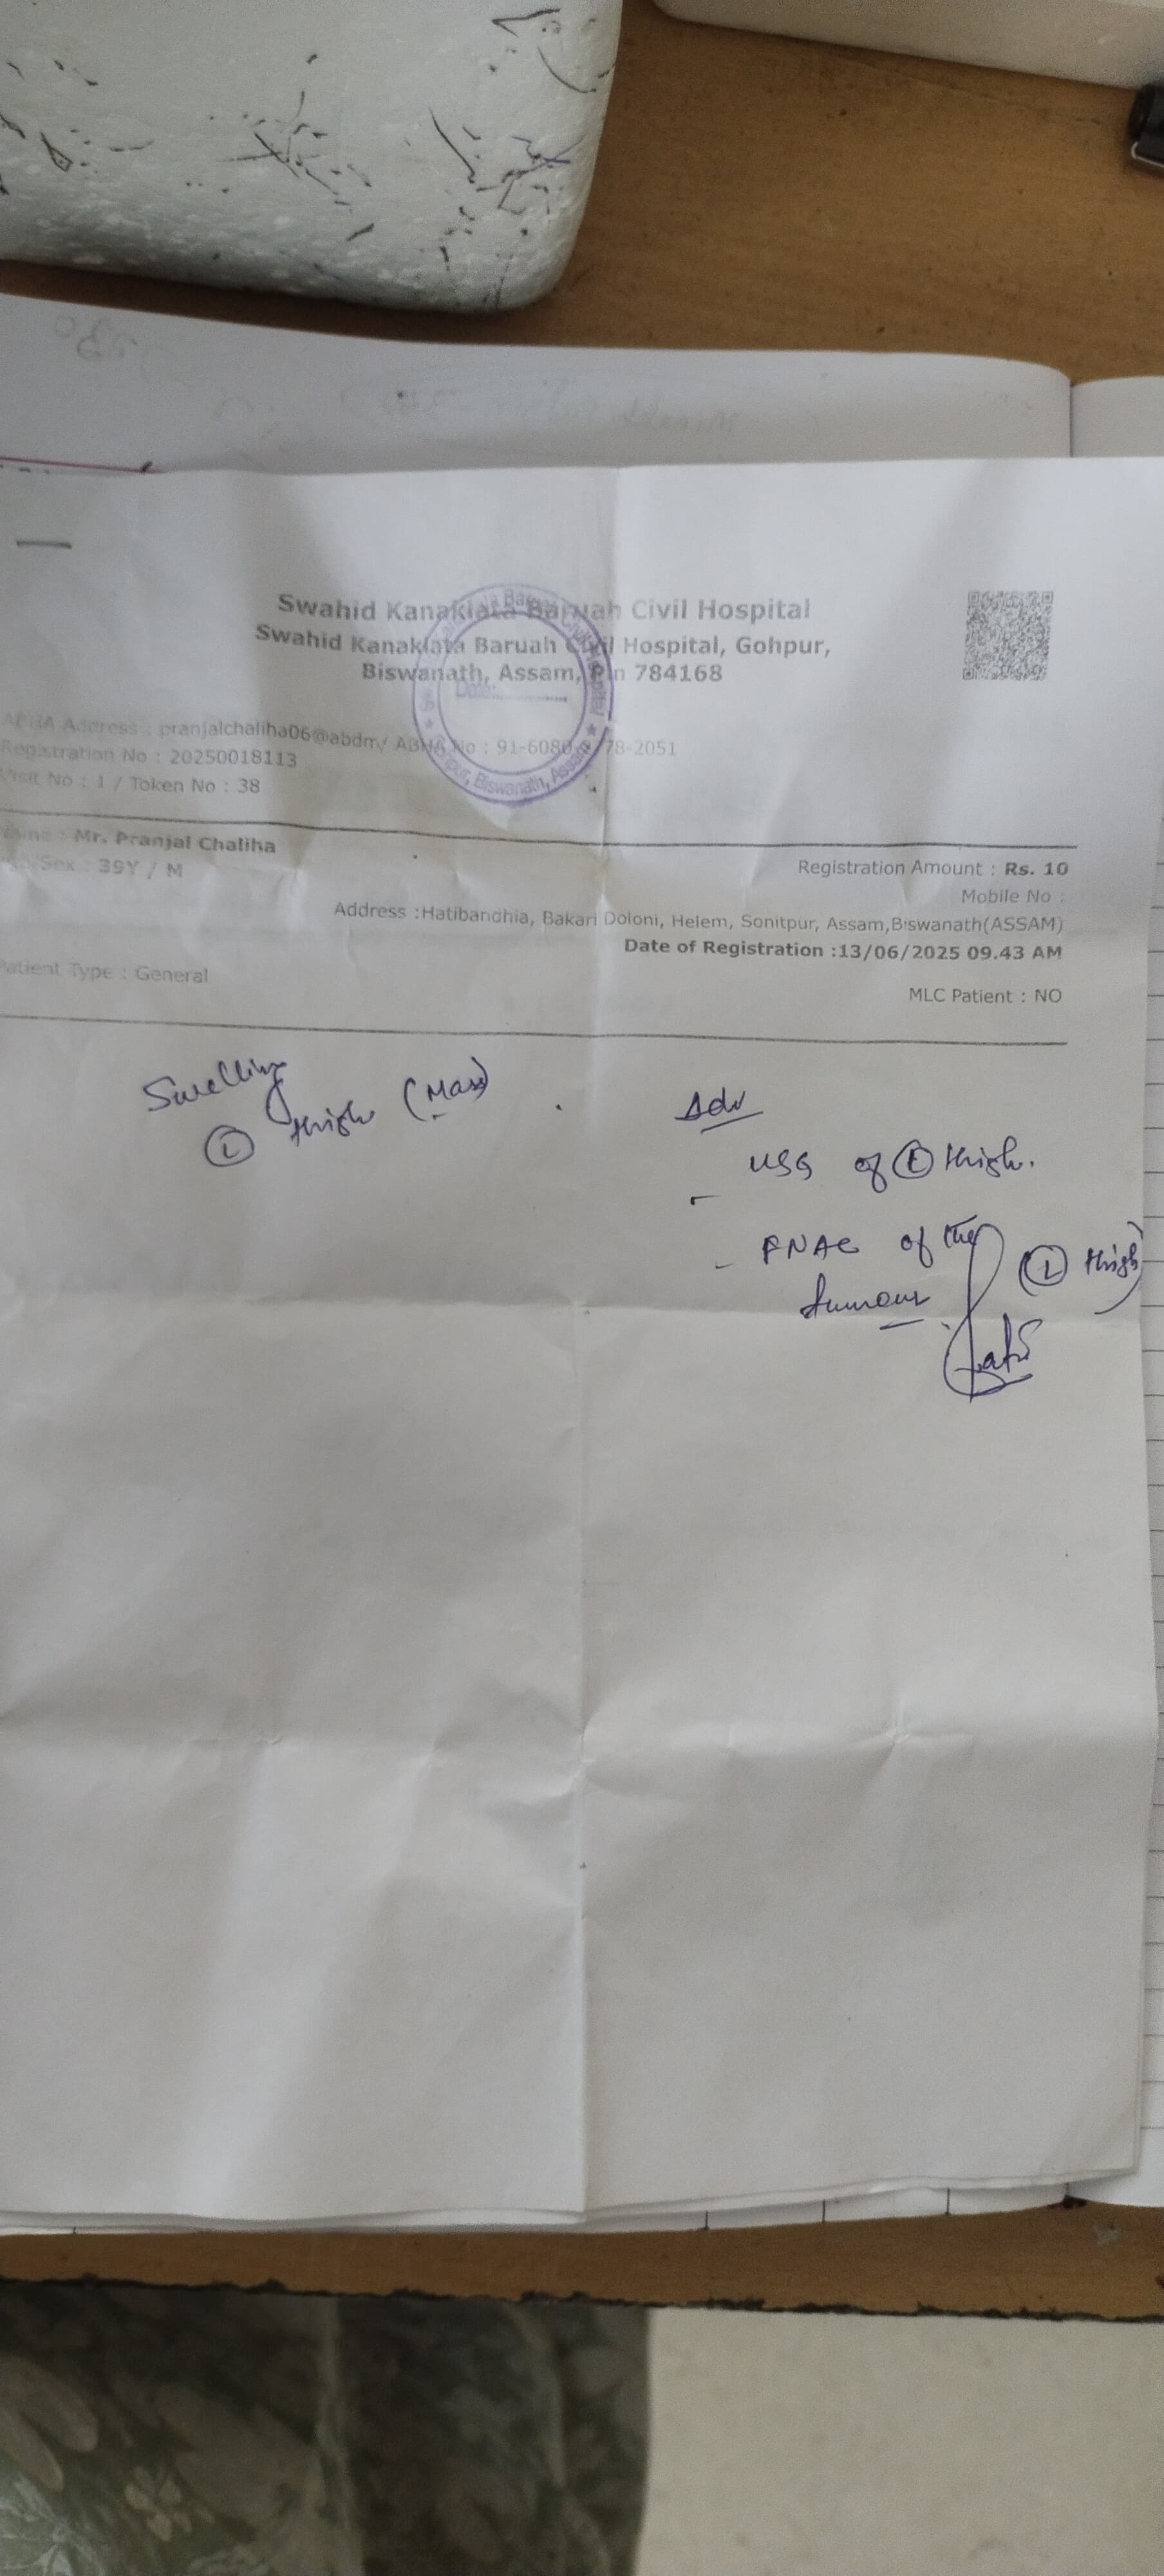 Swahid Kanaklata Baruah Civil Hospital
Swahid Kanaklata Baruah Civil Hospital, Gohpur,
Biswanath, Assam, Pin 784168
Date:
ABHA Address : pranjalchaliha06@abdm/ ABHA No : 91-6080- 78-2051
Registration No : 20250018113
Visit No : 1 / Token No : 38
Name : Mr. Pranjal Chaliha
Age/Sex : 39Y / M
Registration Amount : Rs. 10
Mobile No :
Address :Hatibandhia, Bakari Doloni, Helem, Sonitpur, Assam,Biswanath(ASSAM)
Date of Registration :13/06/2025 09.43 AM
Patient Type : General
MLC Patient : NO
Swelling
(L) thigh (Mass)
Adv
- USG of (L) thigh.
- FNAC of the
tumour (L) thigh)